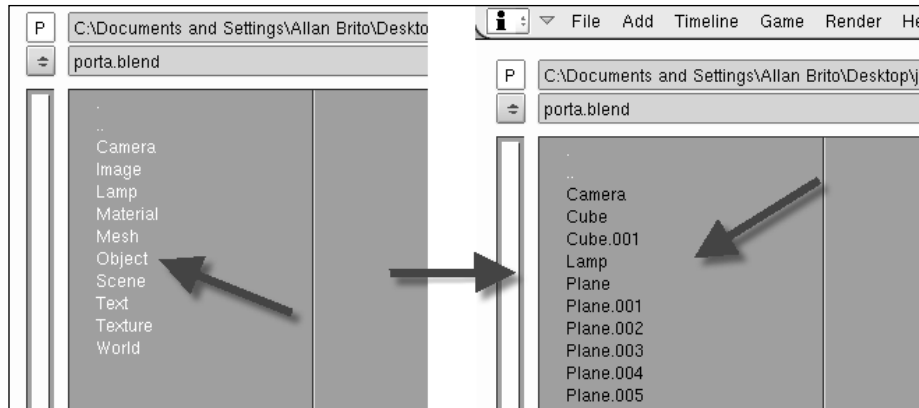 P
C:\Documents and Settings\Allan Brito\Deskto
porta.blend
.
..
Camera
Image
Lamp
Material
Mesh
Object
Scene
Text
Texture
World
File Add Timeline Game Render He
P
C:\Documents and Settings\Allan Brito\Desktop\j
porta.blend
.
..
Camera
Cube
Cube.001
Lamp
Plane
Plane.001
Plane.002
Plane.003
Plane.004
Plane.005